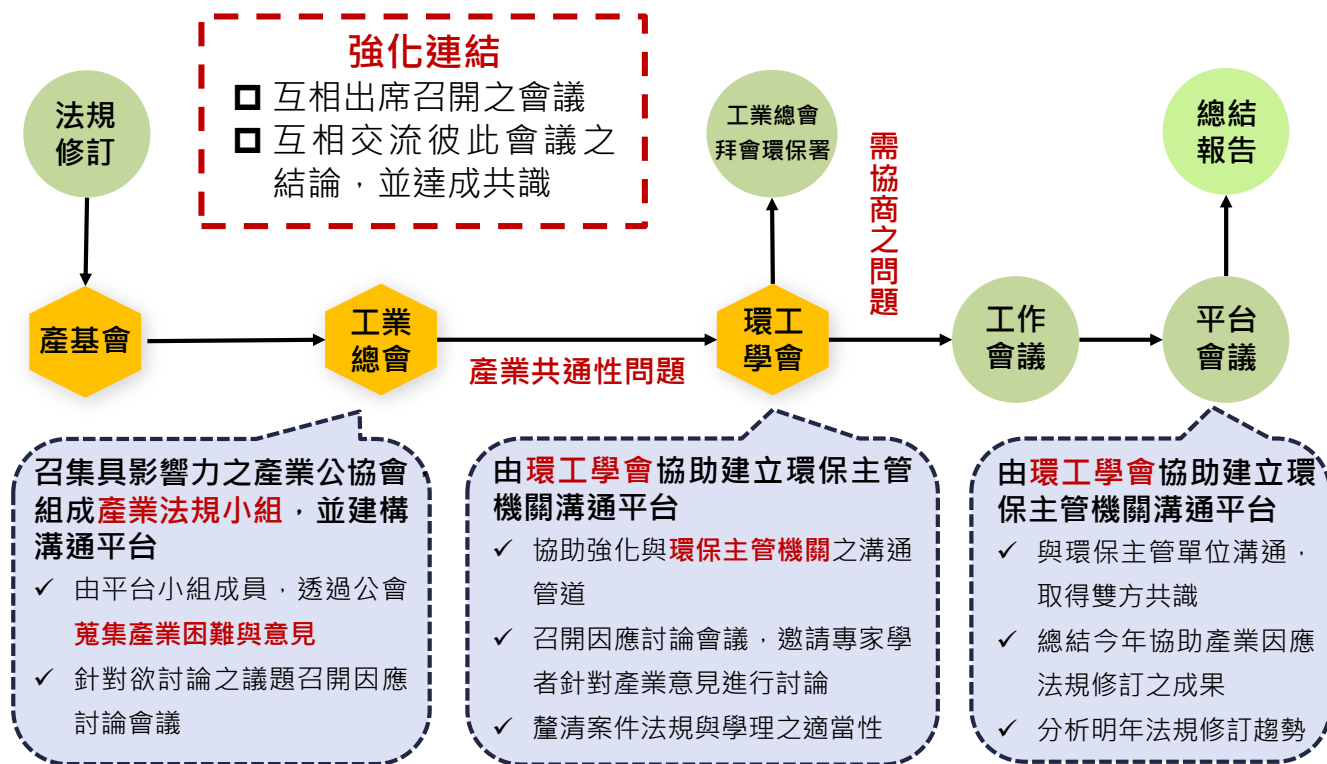 強化連結
互相出席召開之會議
互相交流彼此會議之
結論，並達成共識
法規
修訂
工業總會
拜會環保署
需協商之問題
總結
報告
產基會
工業
總會
產業共通性問題
環工
學會
工作
會議
平台
會議
召集具影響力之產業公協會
組成產業法規小組，並建構
溝通平台
✓ 由平台小組成員，透過公會
蒐集產業困難與意見
✓ 針對欲討論之議題召開因應
討論會議
由環工學會協助建立環保主管
機關溝通平台
✓ 協助強化與環保主管機關之溝通
管道
✓ 召開因應討論會議，邀請專家學
者針對產業意見進行討論
✓ 釐清案件法規與學理之適當性
由環工學會協助建立環
保主管機關溝通平台
✓ 與環保主管單位溝通，
取得雙方共識
✓ 總結今年協助產業因應
法規修訂之成果
✓ 分析明年法規修訂趨勢